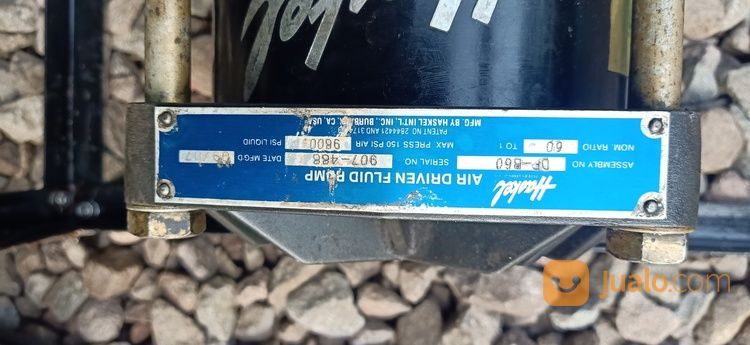 Haskel
Haskel
AIR DRIVEN FLUID PUMP
ASSEMBLY NO DF-B60 SERIAL NO 907-488 DATE MFG'D
NOM. RATIO 60 TO 1 MAX. PRESS 150 PSI AIR 9800 PSI LIQUID
PATENT NO 2844421 AND
MFG. BY HASKEL INT'L., INC., BURBANK, CA. USA
Jualo.com